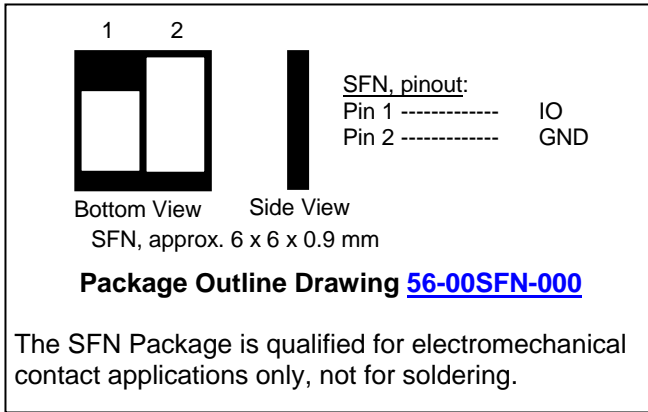 1 2
SFN, pinout:
Pin 1 ------------- IO
Pin 2 ------------- GND
Bottom View Side View
SFN, approx. 6 x 6 x 0.9 mm
Package Outline Drawing 56-00SFN-000
The SFN Package is qualified for electromechanical
contact applications only, not for soldering.